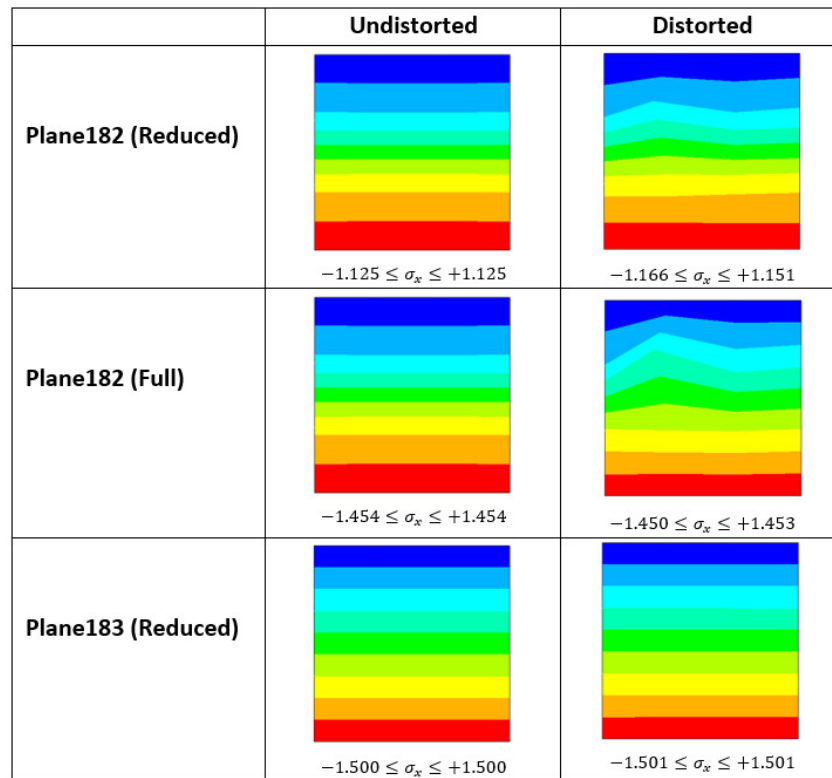 Undistorted Distorted
Plane182 (Reduced)
−1.125 ≤ σₓ ≤ +1.125 −1.166 ≤ σₓ ≤ +1.151
Plane182 (Full)
−1.454 ≤ σₓ ≤ +1.454 −1.450 ≤ σₓ ≤ +1.453
Plane183 (Reduced)
−1.500 ≤ σₓ ≤ +1.500 −1.501 ≤ σₓ ≤ +1.501